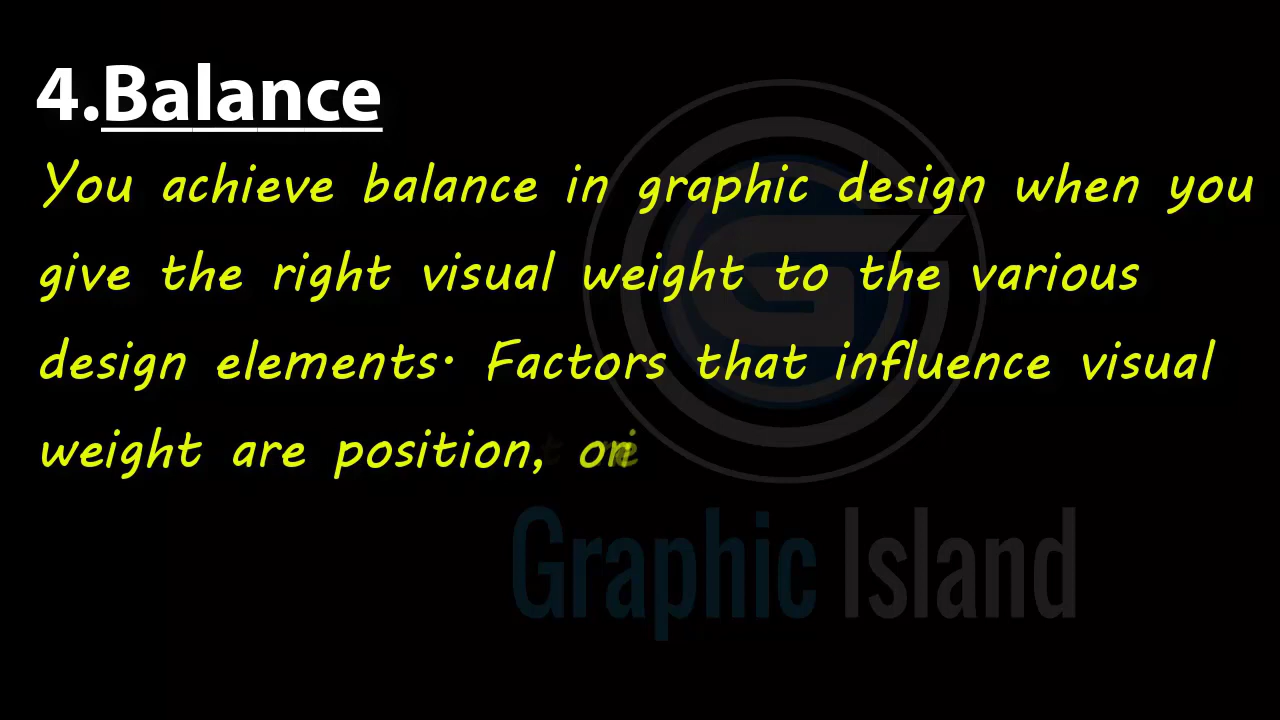 4.Balance
You achieve balance in graphic design when you
give the right visual weight to the various
design elements. Factors that influence visual
weight are position,
Graphic Island